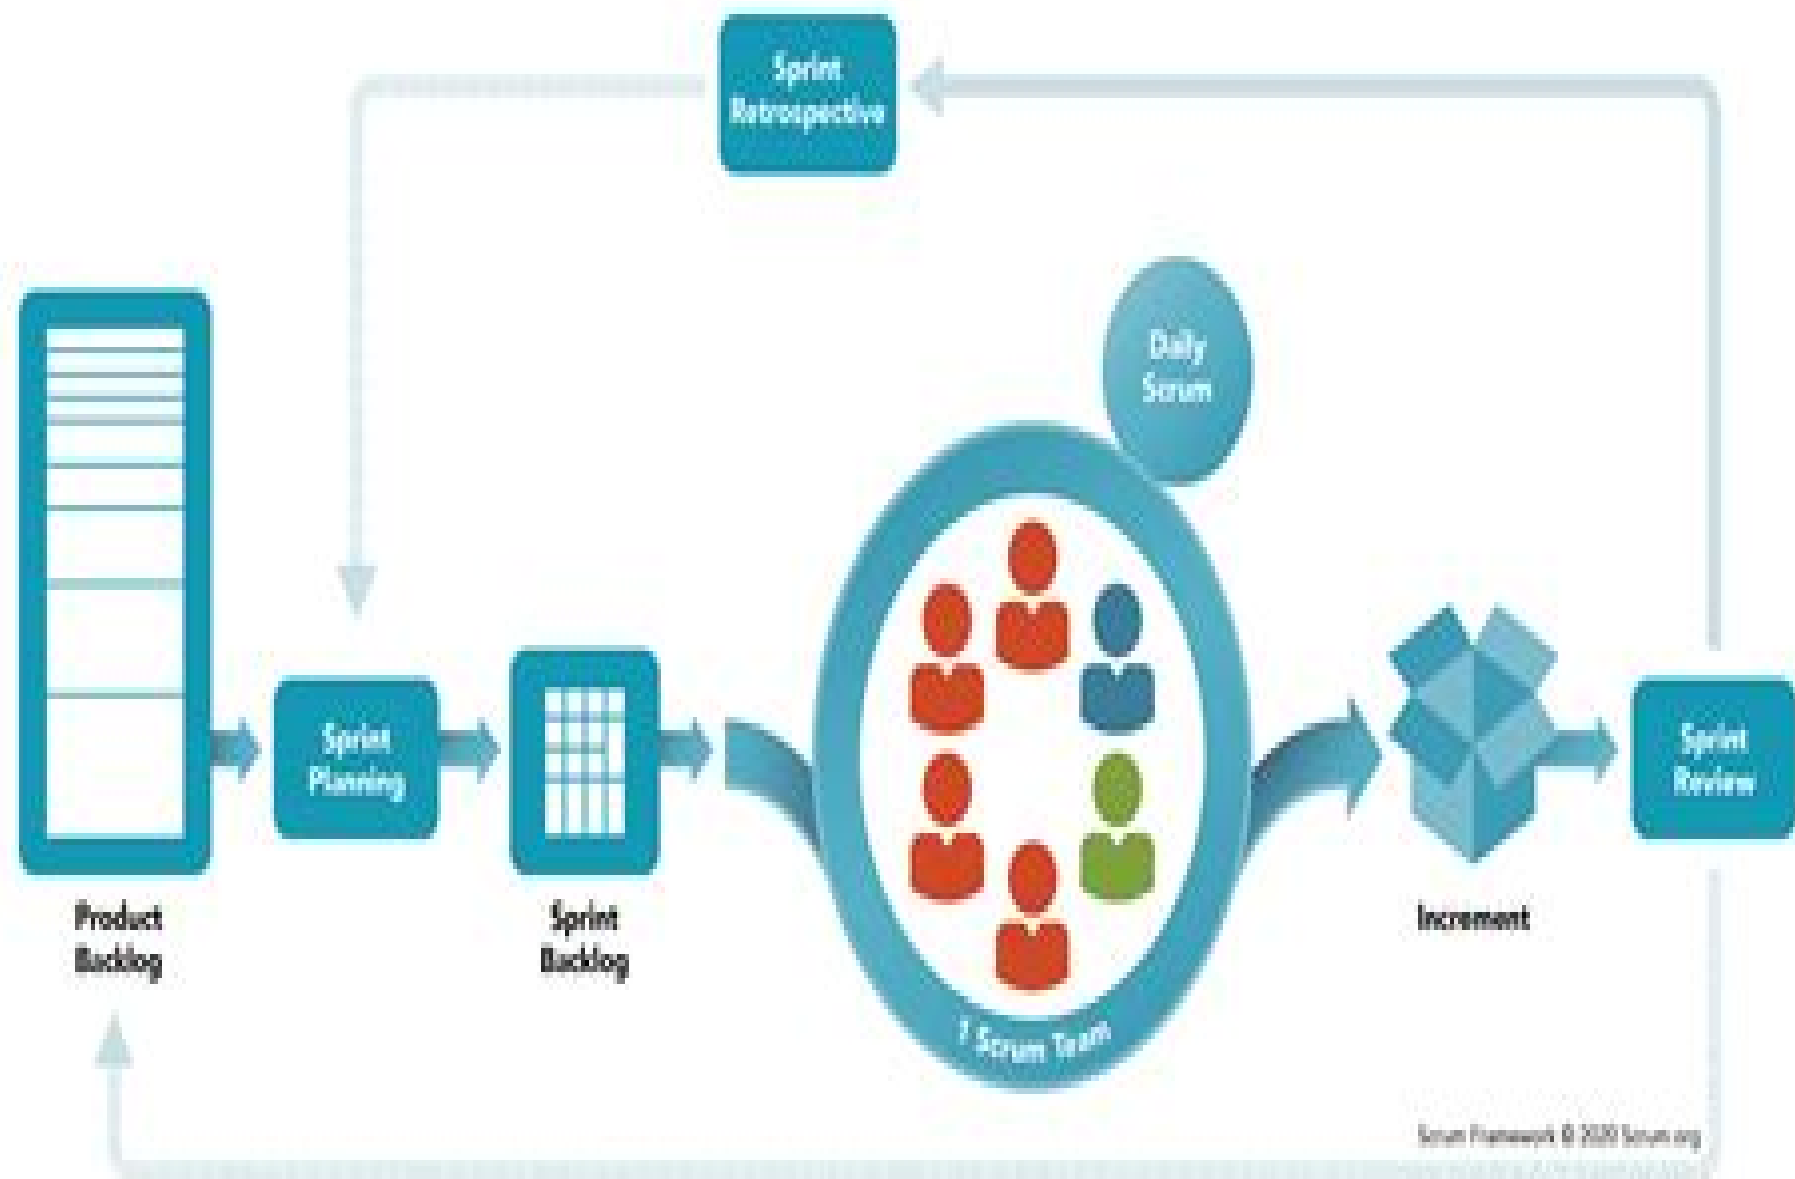 Sprint
Retrospective
Daily
Scrum
Sprint
Planning
Sprint
Review
Product
Backlog
Sprint
Backlog
Increment
1 Scrum Team
Scrum Framework © 2020 Scrum.org